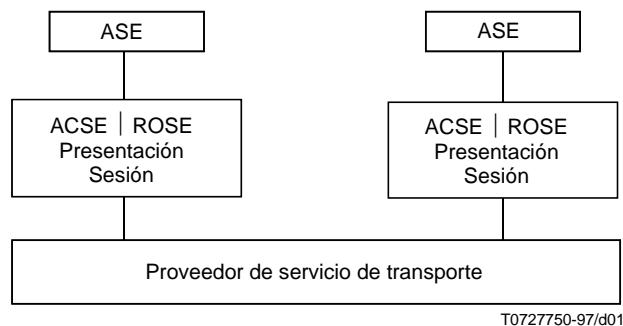 ASE
ASE
ACSE | ROSE
Presentación
Sesión
ACSE | ROSE
Presentación
Sesión
Proveedor de servicio de transporte
T0727750-97/d01